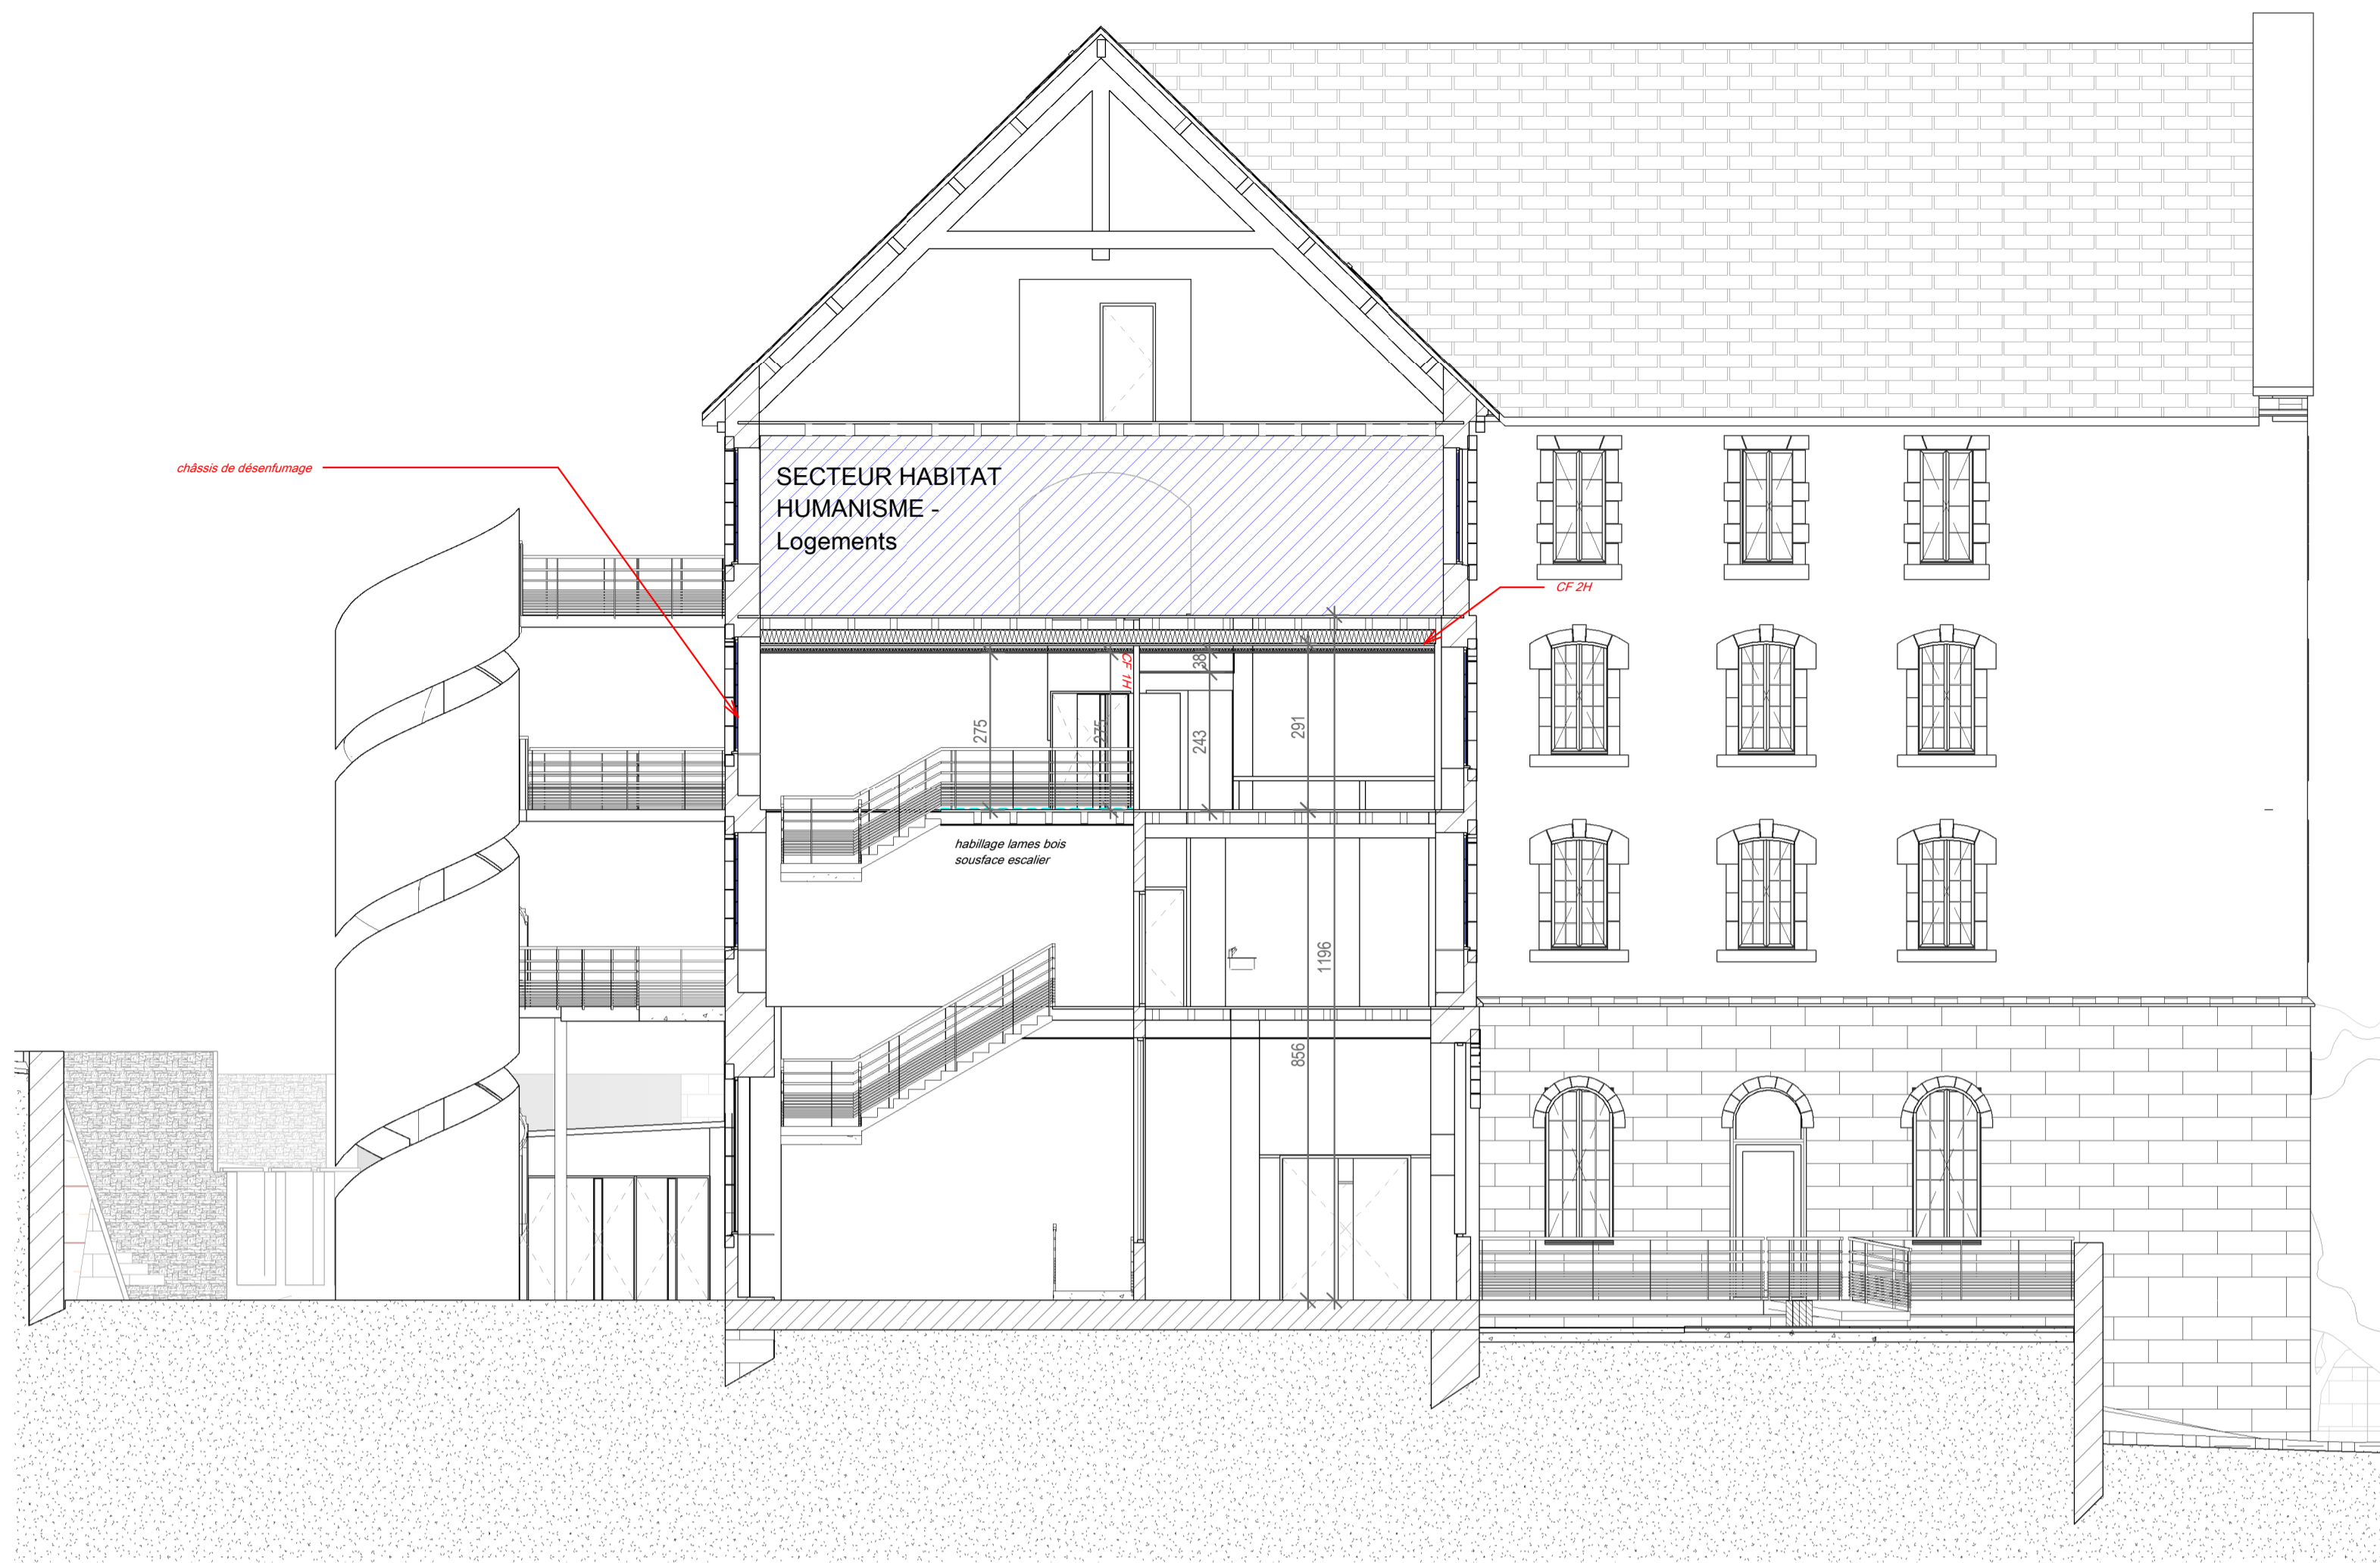 châssis de désenfumage
SECTEUR HABITAT
HUMANISME -
Logements
CF 2H
CF 1H
38
275
275
243
291
habillage lames bois
sousface escalier
1196
856